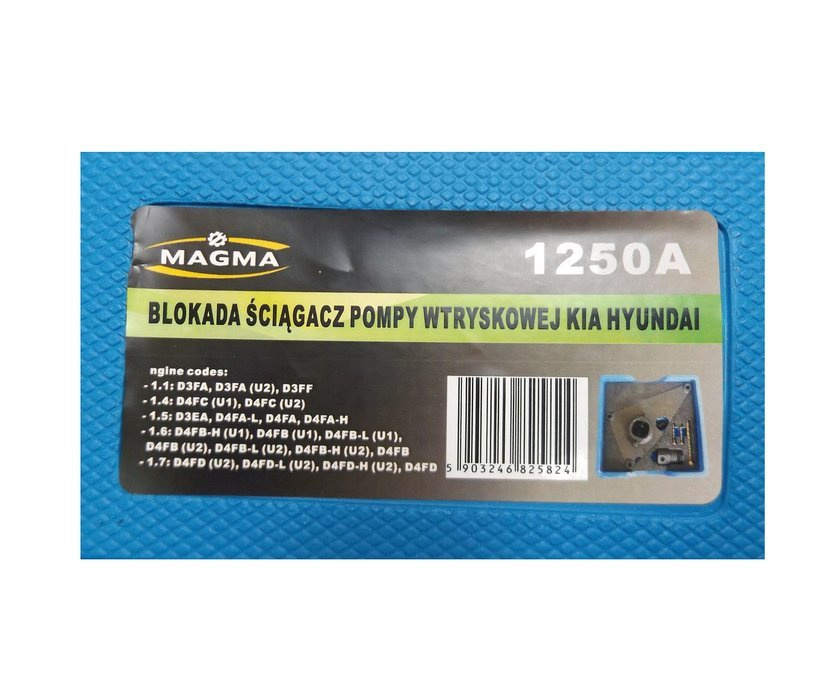 MAGMA
1250A
BLOKADA ŚCIĄGACZ POMPY WTRYSKOWEJ KIA HYUNDAI
ngine codes:
- 1.1: D3FA, D3FA (U2), D3FF
- 1.4: D4FC (U1), D4FC (U2)
- 1.5: D3EA, D4FA-L, D4FA, D4FA-H
- 1.6: D4FB-H (U1), D4FB (U1), D4FB-L (U1),
D4FB (U2), D4FB-L (U2), D4FB-H (U2), D4FB
- 1.7: D4FD (U2), D4FD-L (U2), D4FD-H (U2), D4FD
5 903246 825824